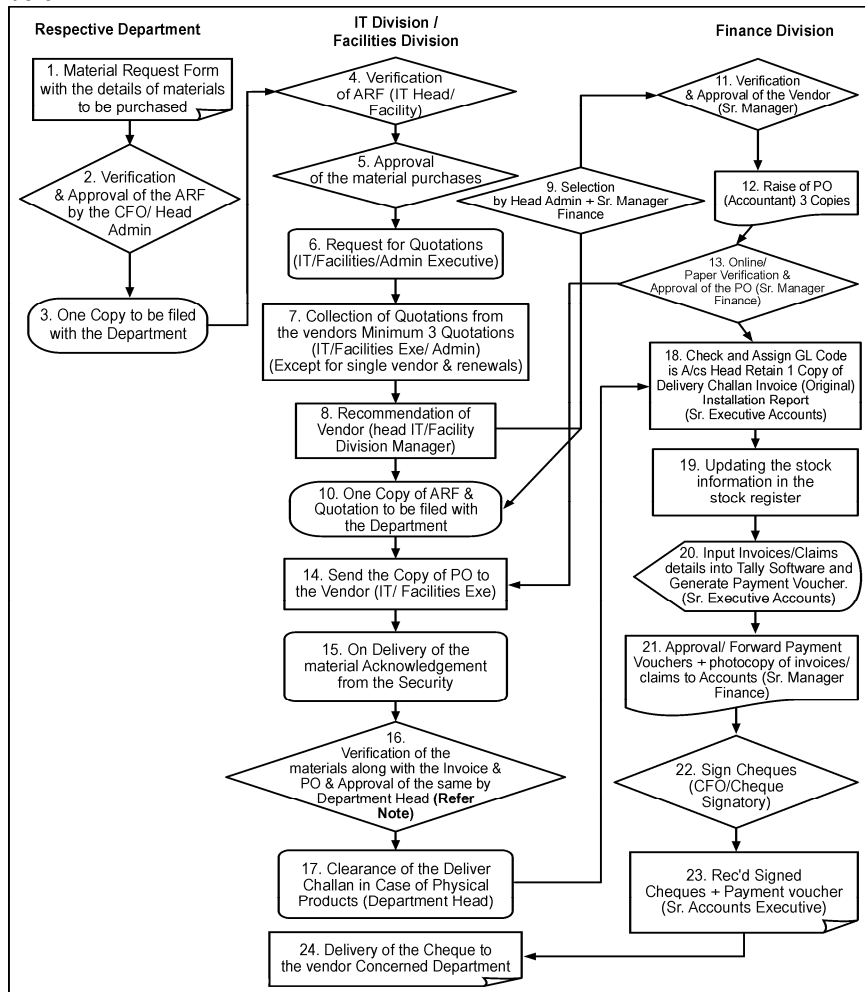 Respective Department
IT Division /
Facilities Division
Finance Division
1. Material Request Form
with the details of materials
to be purchased
2. Verification
& Approval of the ARF
by the CFO/ Head
Admin
3. One Copy to be filed
with the Department
4. Verification
of ARF (IT Head/
Facility)
5. Approval
of the material purchases
6. Request for Quotations
(IT/Facilities/Admin Executive)
7. Collection of Quotations from
the vendors Minimum 3 Quotations
(IT/Facilities Exe/ Admin)
(Except for single vendor & renewals)
8. Recommendation of
Vendor (head IT/Facility
Division Manager)
9. Selection
by Head Admin + Sr. Manager
Finance
10. One Copy of ARF &
Quotation to be filed with
the Department
11. Verification
& Approval of the Vendor
(Sr. Manager)
12. Raise of PO
(Accountant) 3 Copies
13. Online/
Paper Verification &
Approval of the PO (Sr. Manager
Finance)
14. Send the Copy of PO to
the Vendor (IT/ Facilities Exe)
15. On Delivery of the
material Acknowledgement
from the Security
16.
Verification of the
materials along with the Invoice &
PO & Approval of the same by
Department Head (Refer
Note)
17. Clearance of the Deliver
Challan in Case of Physical
Products (Department Head)
18. Check and Assign GL Code
is A/cs Head Retain 1 Copy of
Delivery Challan Invoice (Original)
Installation Report
(Sr. Executive Accounts)
19. Updating the stock
information in the
stock register
20. Input Invoices/Claims
details into Tally Software and
Generate Payment Voucher.
(Sr. Executive Accounts)
21. Approval/ Forward Payment
Vouchers + photocopy of invoices/
claims to Accounts (Sr. Manager
Finance)
22. Sign Cheques
(CFO/Cheque
Signatory)
23. Rec'd Signed
Cheques + Payment voucher
(Sr. Accounts Executive)
24. Delivery of the Cheque to
the vendor Concerned Department